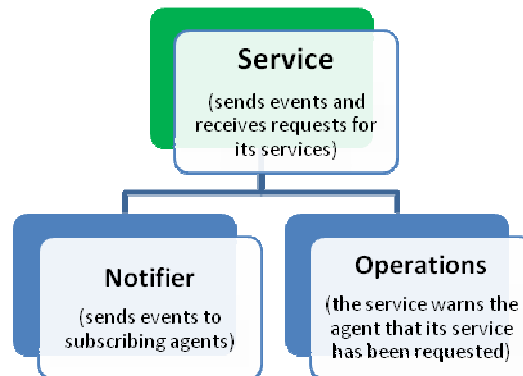 Service
(sends events and
receives requests for
its services)
Notifier
(sends events to
subscribing agents)
Operations
(the service warns the
agent that its service
has been requested)